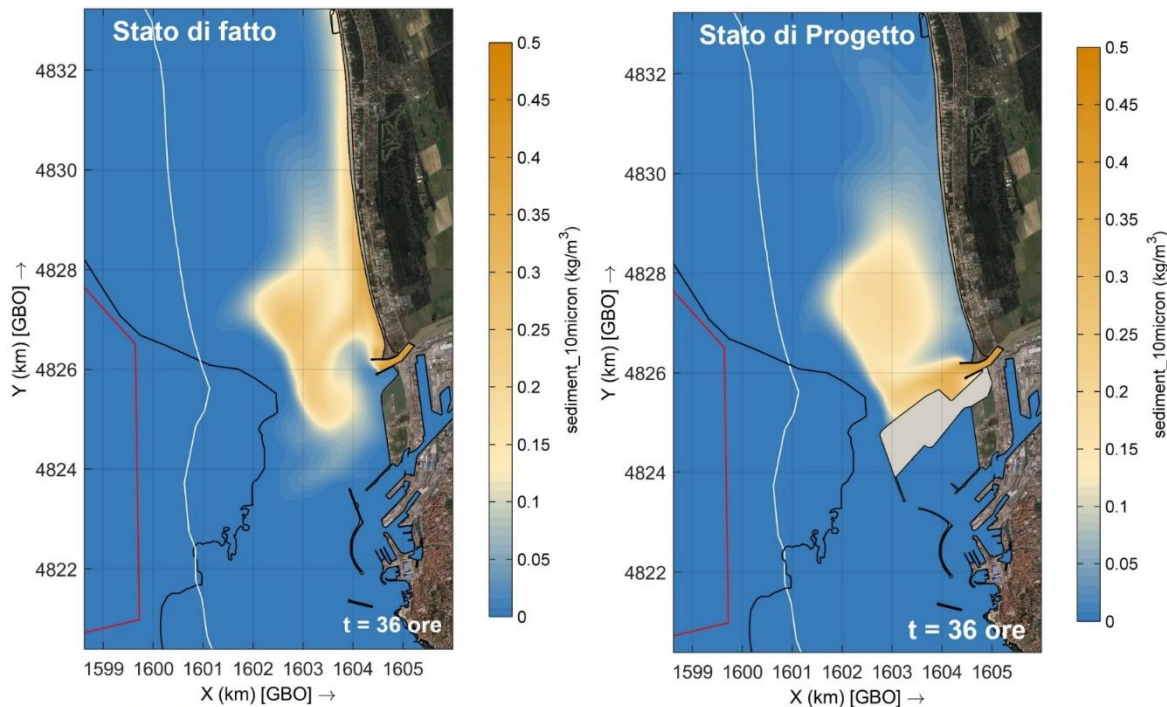 Stato di fatto
4832
4830
4828
4826
4824
4822
Y (km) [GBO] →
1599 1600 1601 1602 1603 1604 1605
X (km) [GBO] →
t = 36 ore
0.5
0.45
0.4
0.35
0.3
0.25
0.2
0.15
0.1
0.05
0
sediment_10micron (kg/m³)
Stato di Progetto
4832
4830
4828
4826
4824
4822
Y (km) [GBO] →
1599 1600 1601 1602 1603 1604 1605
X (km) [GBO] →
t = 36 ore
0.5
0.45
0.4
0.35
0.3
0.25
0.2
0.15
0.1
0.05
0
sediment_10micron (kg/m³)